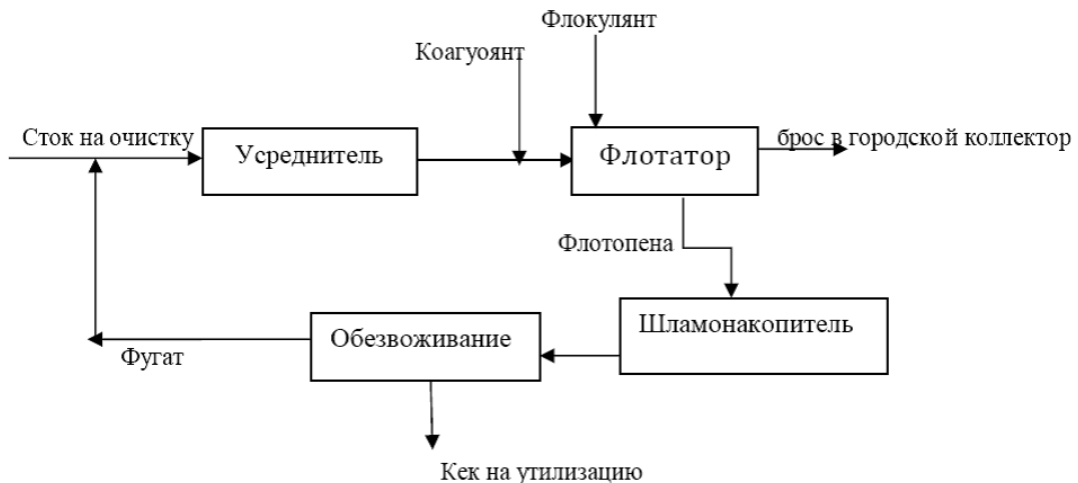 Флокулянт
Коагуоянт
Сток на очистку
Усреднитель
Флотатор
брос в городской коллектор
Флотопена
Шламонакопитель
Обезвоживание
Фугат
Кек на утилизацию